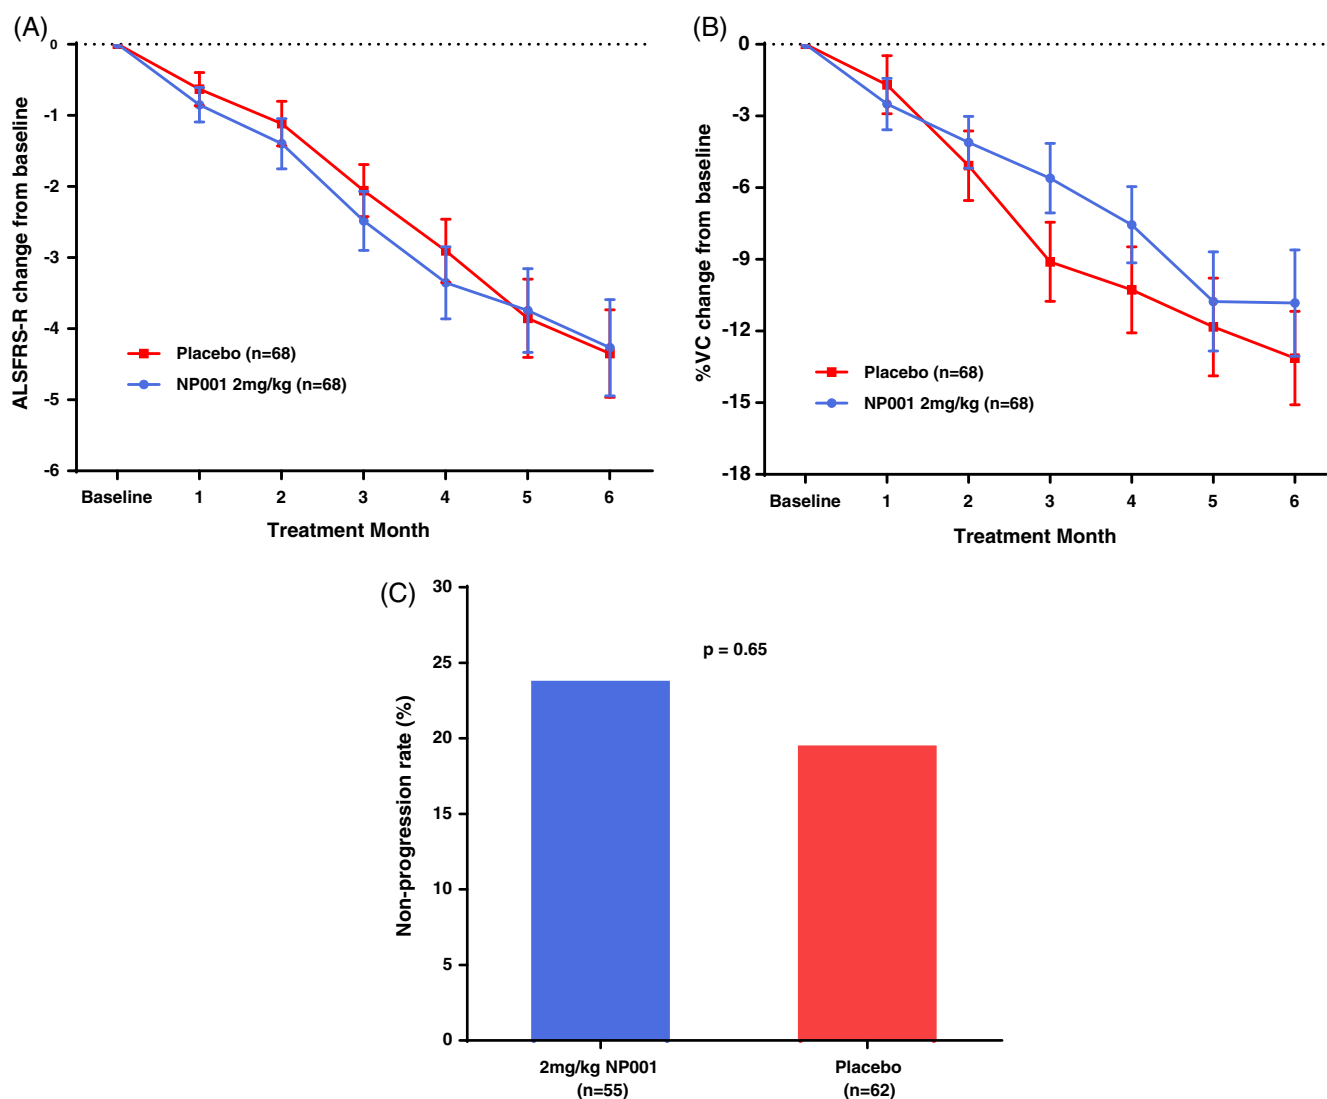 (A)
ALSFRS-R change from baseline
0
-1
-2
-3
-4
-5
-6
Placebo (n=68)
NP001 2mg/kg (n=68)
Baseline 1 2 3 4 5 6
Treatment Month
(B)
%VC change from baseline
0
-3
-6
-9
-12
-15
-18
Placebo (n=68)
NP001 2mg/kg (n=68)
Baseline 1 2 3 4 5 6
Treatment Month
(C)
Non-progression rate (%)
30
25
20
15
10
5
0
p = 0.65
2mg/kg NP001
(n=55)
Placebo
(n=62)